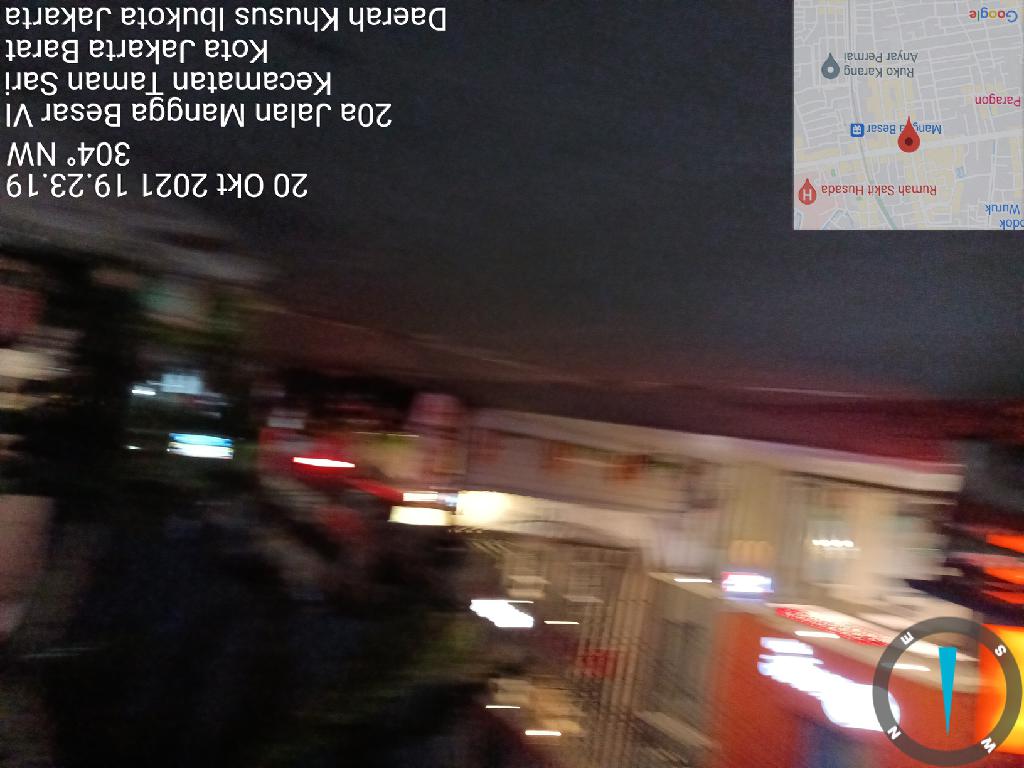 W
N
S
E
odok
Wuruk
Rumah Sakit Husada
H
Mangga Besar
Paragon
Ruko Karang
Anyar Permai
Google
20 Okt 2021 19.23.19
304° NW
20a Jalan Mangga Besar VI
Kecamatan Taman Sari
Kota Jakarta Barat
Daerah Khusus Ibukota Jakarta